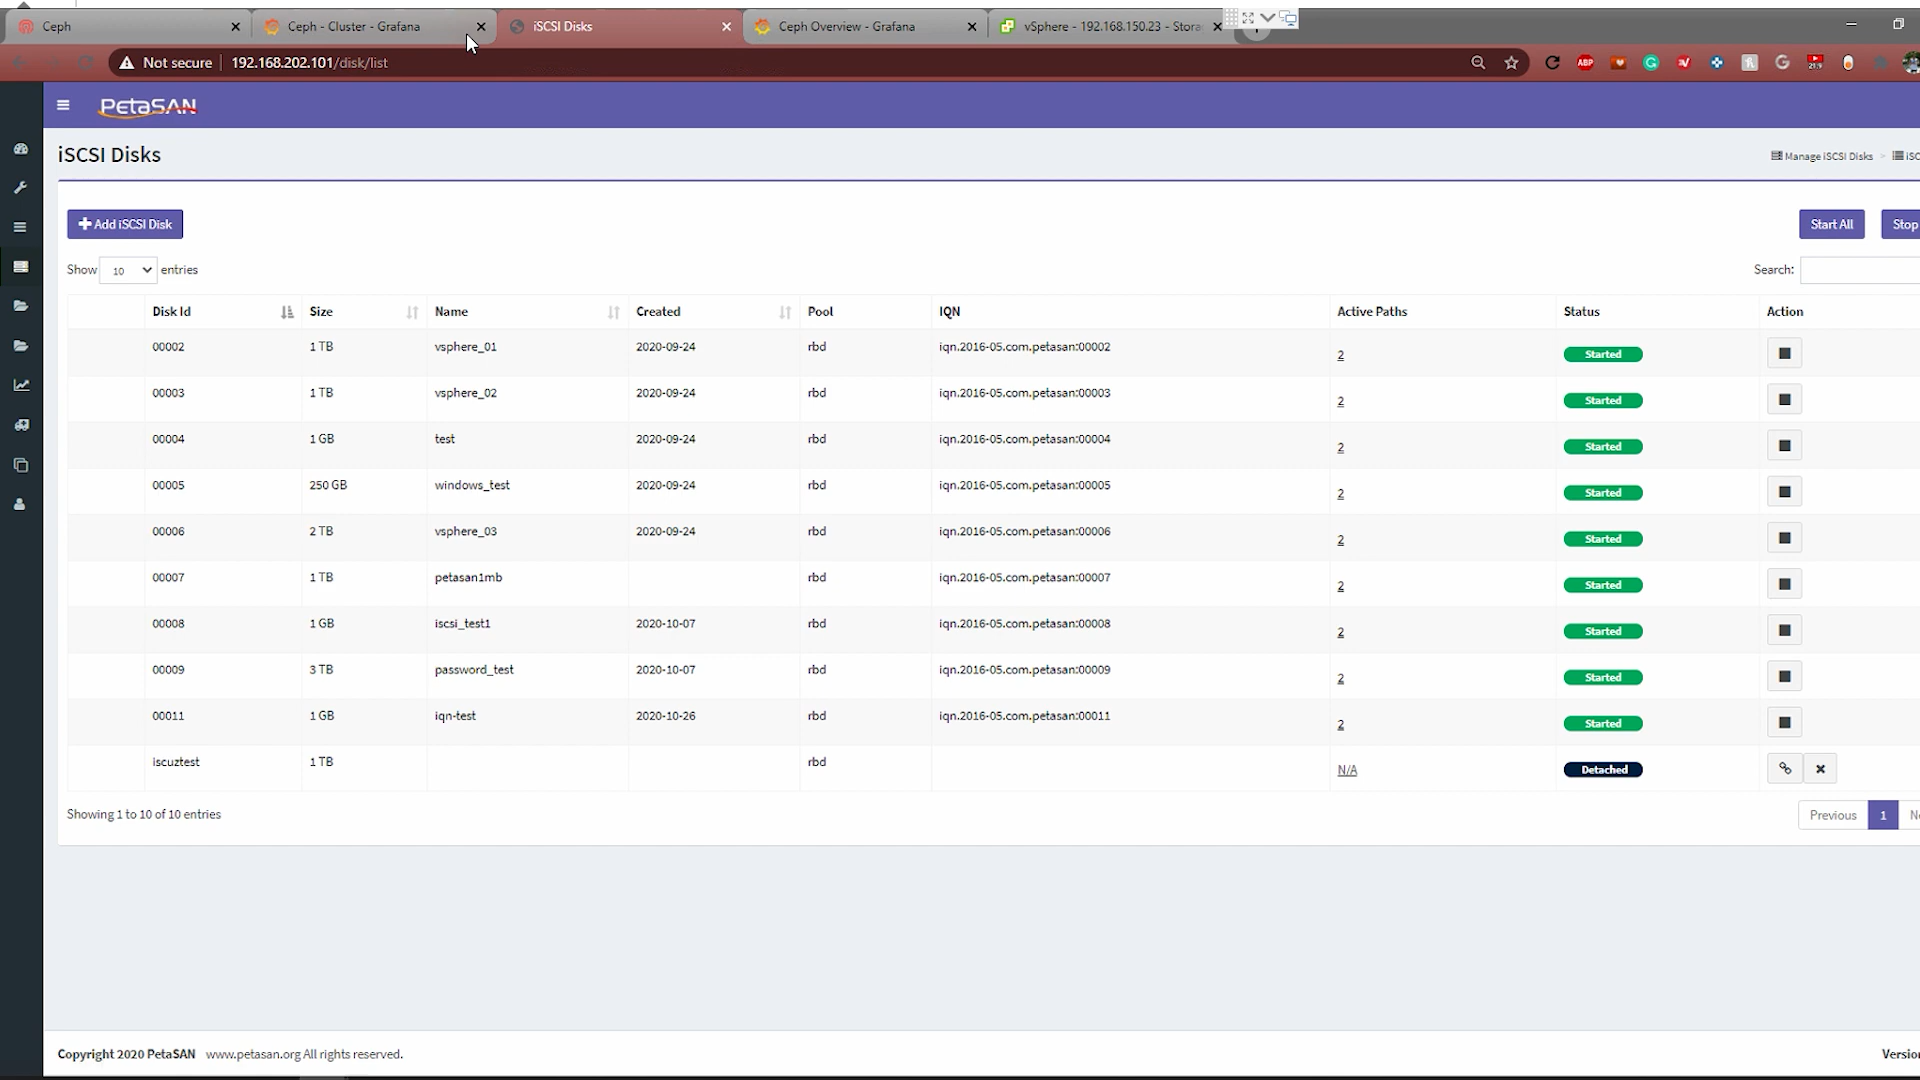 Ceph
Ceph - Cluster - Grafana
iSCSI Disks
Ceph Overview - Grafana
vSphere - 192.168.150.23 - Stora
Not secure
192.168.202.101/disk/list
PetaSAN
iSCSI Disks
Manage iSCSI Disks > iSC
Add iSCSI Disk
Start All
Stop
Show 10 entries
Search:
Disk Id Size Name Created Pool IQN Active Paths Status Action
00002 1 TB vsphere_01 2020-09-24 rbd iqn.2016-05.com.petasan:00002 2 Started
00003 1 TB vsphere_02 2020-09-24 rbd iqn.2016-05.com.petasan:00003 2 Started
00004 1 GB test 2020-09-24 rbd iqn.2016-05.com.petasan:00004 2 Started
00005 250 GB windows_test 2020-09-24 rbd iqn.2016-05.com.petasan:00005 2 Started
00006 2 TB vsphere_03 2020-09-24 rbd iqn.2016-05.com.petasan:00006 2 Started
00007 1 TB petasan1mb rbd iqn.2016-05.com.petasan:00007 2 Started
00008 1 GB iscsi_test1 2020-10-07 rbd iqn.2016-05.com.petasan:00008 2 Started
00009 3 TB password_test 2020-10-07 rbd iqn.2016-05.com.petasan:00009 2 Started
00011 1 GB iqn-test 2020-10-26 rbd iqn.2016-05.com.petasan:00011 2 Started
iscuztest 1 TB rbd N/A Detached
Showing 1 to 10 of 10 entries
Previous 1 Ne
Copyright 2020 PetaSAN www.petasan.org All rights reserved.
Version